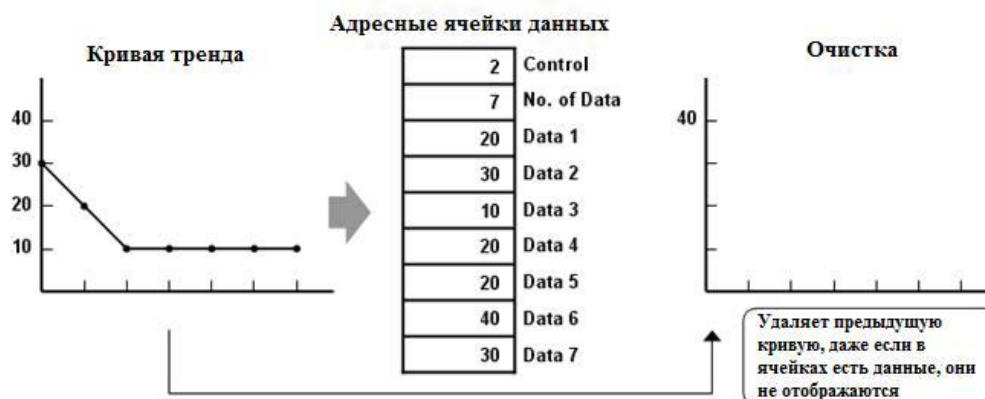 Адресные ячейки данных
Кривая тренда
Очистка
40
30
20
10
2 Control
7 No. of Data
20 Data 1
30 Data 2
10 Data 3
20 Data 4
20 Data 5
40 Data 6
30 Data 7
40
Удаляет предыдущую
кривую, даже если в
ячейках есть данные, они
не отображаются